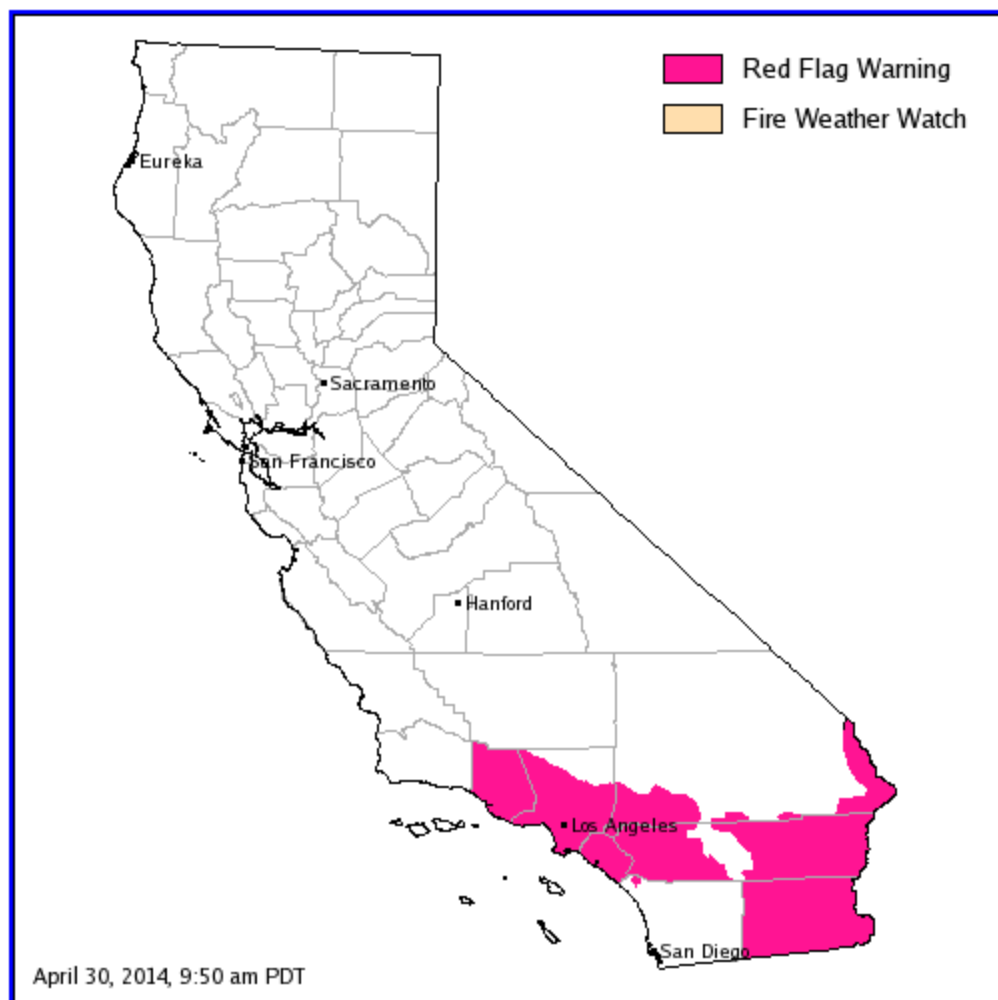 Red Flag Warning
Fire Weather Watch
Eureka
Sacramento
San Francisco
Hanford
Los Angeles
San Diego
April 30, 2014, 9:50 am PDT